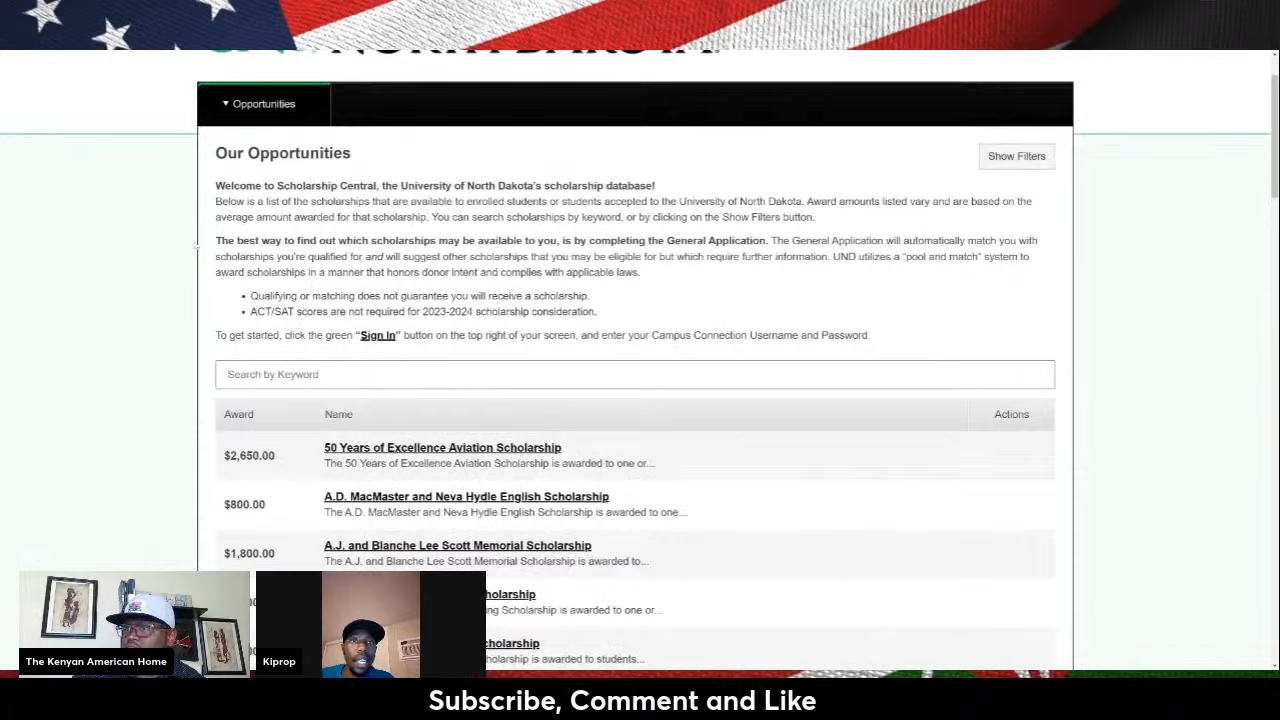 ▾ Opportunities
Our Opportunities
Show Filters
Welcome to Scholarship Central, the University of North Dakota's scholarship database!
Below is a list of the scholarships that are available to enrolled students or students accepted to the University of North Dakota. Award amounts listed vary and are based on the
average amount awarded for that scholarship. You can search scholarships by keyword, or by clicking on the Show Filters button.
The best way to find out which scholarships may be available to you, is by completing the General Application. The General Application will automatically match you with
scholarships you're qualified for and will suggest other scholarships that you may be eligible for but which require further information. UND utilizes a "pool and match" system to
award scholarships in a manner that honors donor intent and complies with applicable laws.
• Qualifying or matching does not guarantee you will receive a scholarship.
• ACT/SAT scores are not required for 2023-2024 scholarship consideration.
To get started, click the green "Sign In" button on the top right of your screen, and enter your Campus Connection Username and Password.
Search by Keyword
Award Name Actions
$2,650.00 50 Years of Excellence Aviation Scholarship
The 50 Years of Excellence Aviation Scholarship is awarded to one or...
$800.00 A.D. MacMaster and Neva Hydle English Scholarship
The A.D. MacMaster and Neva Hydle English Scholarship is awarded to one...
$1,800.00 A.J. and Blanche Lee Scott Memorial Scholarship
The A.J. and Blanche Lee Scott Memorial Scholarship is awarded to...
Scholarship is awarded to one or...
is awarded to students...
The Kenyan American Home
Kiprop
Subscribe, Comment and Like